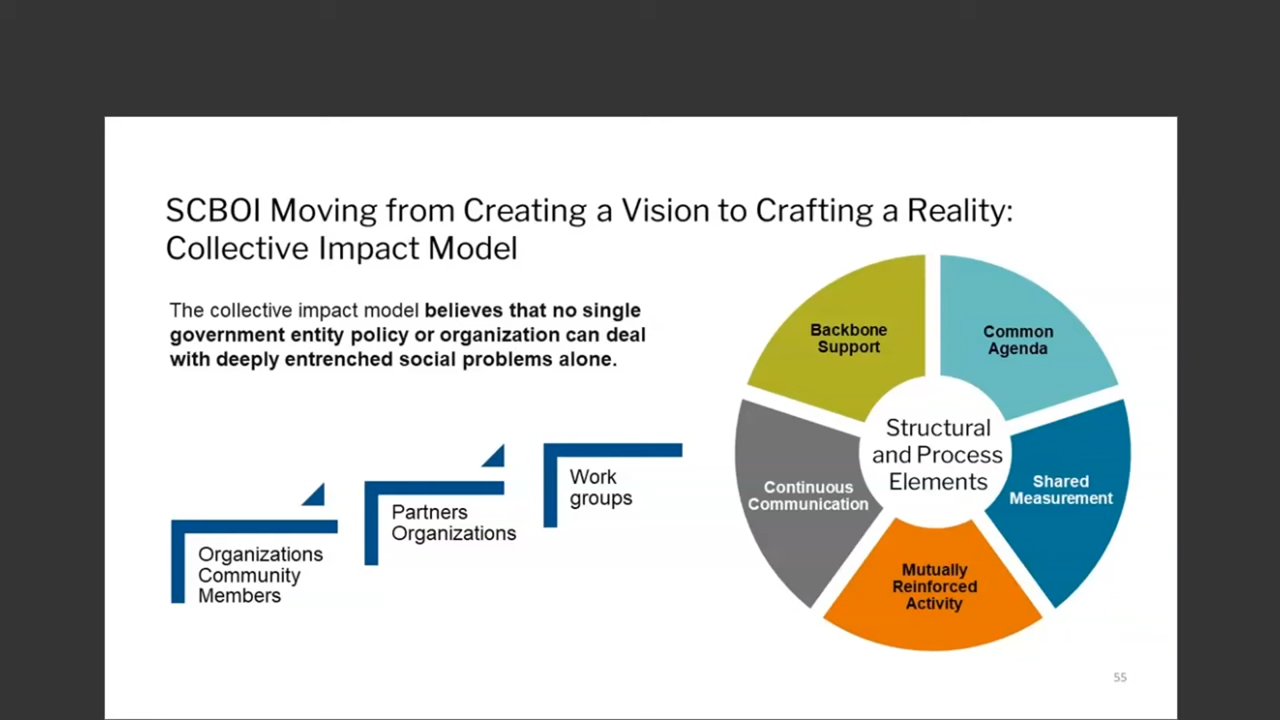 SCBOI Moving from Creating a Vision to Crafting a Reality:
Collective Impact Model
The collective impact model believes that no single
government entity policy or organization can deal
with deeply entrenched social problems alone.
Organizations
Community
Members
Partners
Organizations
Work
groups
Backbone
Support
Common
Agenda
Structural
and Process
Elements
Continuous
Communication
Shared
Measurement
Mutually
Reinforced
Activity
55